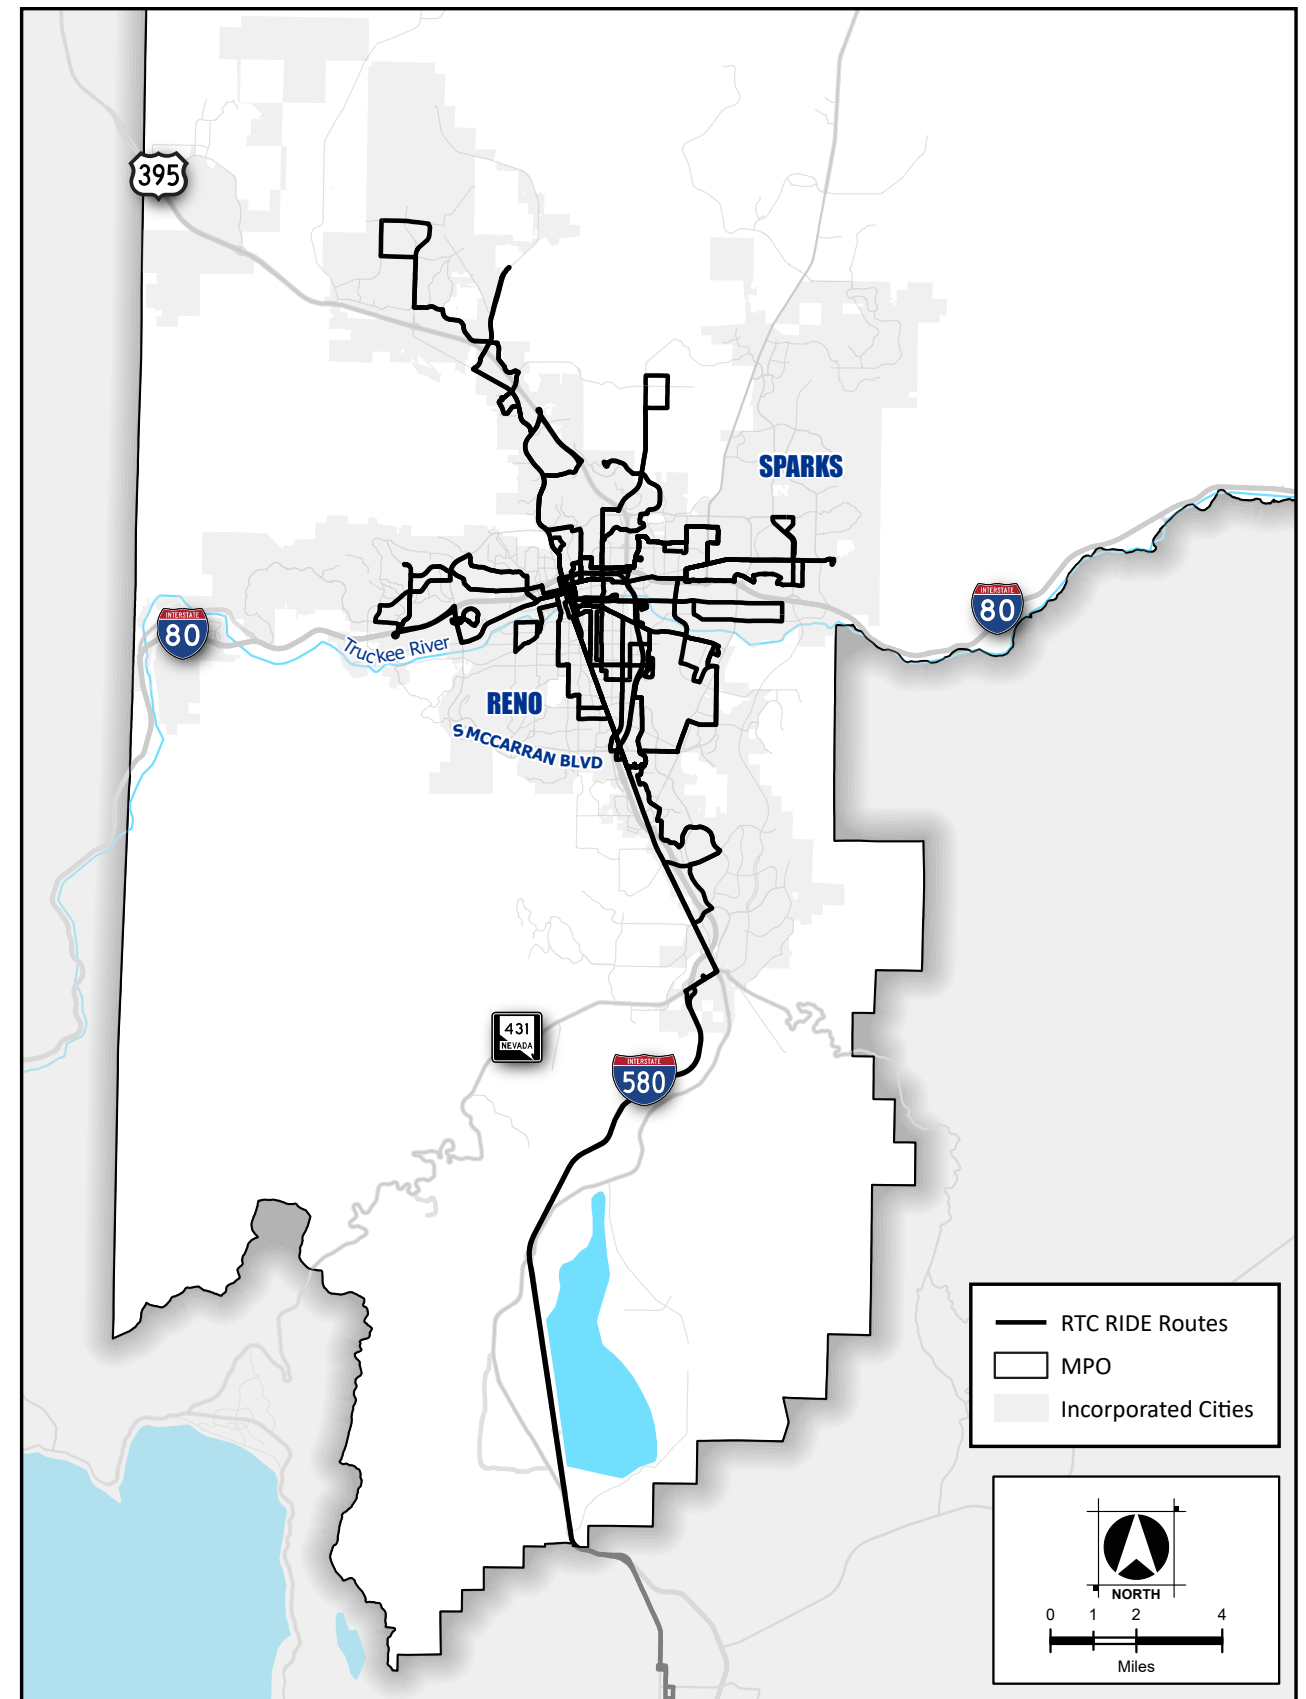 395
SPARKS
INTERSTATE
80
INTERSTATE
80
Truckee River
RENO
S MCCARRAN BLVD
431
NEVADA
INTERSTATE
580
RTC RIDE Routes
MPO
Incorporated Cities
NORTH
0 1 2 4
Miles